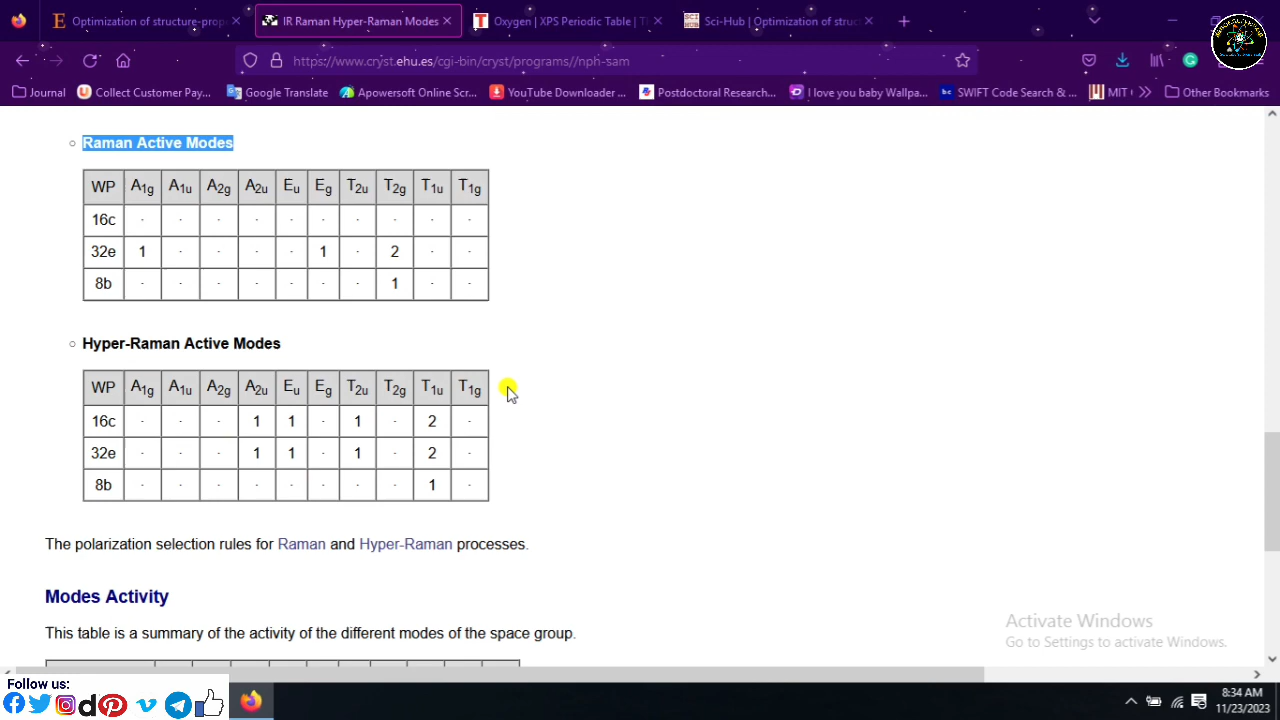 Optimization of structure-prop
IR Raman Hyper-Raman Modes
Oxygen | XPS Periodic Table | Th
Sci-Hub | Optimization of struc
https://www.cryst.ehu.es/cgi-bin/cryst/programs//nph-sam
Journal
Collect Customer Pay...
Google Translate
Apowersoft Online Scr...
YouTube Downloader ...
Postdoctoral Research...
I love you baby Wallpa...
SWIFT Code Search & ...
MIT
Other Bookmarks
Raman Active Modes
WP A1g A1u A2g A2u Eu Eg T2u T2g T1u T1g
16c · · · · · · · · · ·
32e 1 · · · · 1 · 2 · ·
8b · · · · · · · 1 · ·
Hyper-Raman Active Modes
WP A1g A1u A2g A2u Eu Eg T2u T2g T1u T1g
16c · · · 1 1 · 1 · 2 ·
32e · · · 1 1 · 1 · 2 ·
8b · · · · · · · · 1 ·
The polarization selection rules for Raman and Hyper-Raman processes.
Modes Activity
This table is a summary of the activity of the different modes of the space group.
Activate Windows
Go to Settings to activate Windows.
Follow us:
8:34 AM
11/23/2023